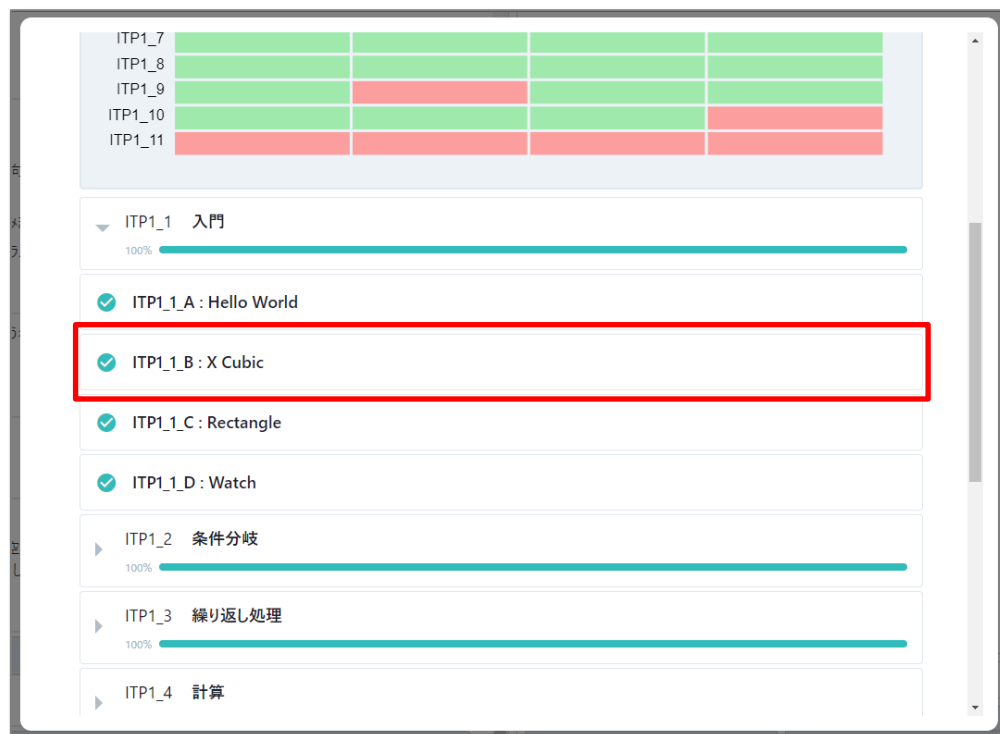 ITP1_7
ITP1_8
ITP1_9
ITP1_10
ITP1_11
ITP1_1 入門
100%
ITP1_1_A : Hello World
ITP1_1_B : X Cubic
ITP1_1_C : Rectangle
ITP1_1_D : Watch
ITP1_2 条件分岐
100%
ITP1_3 繰り返し処理
100%
ITP1_4 計算